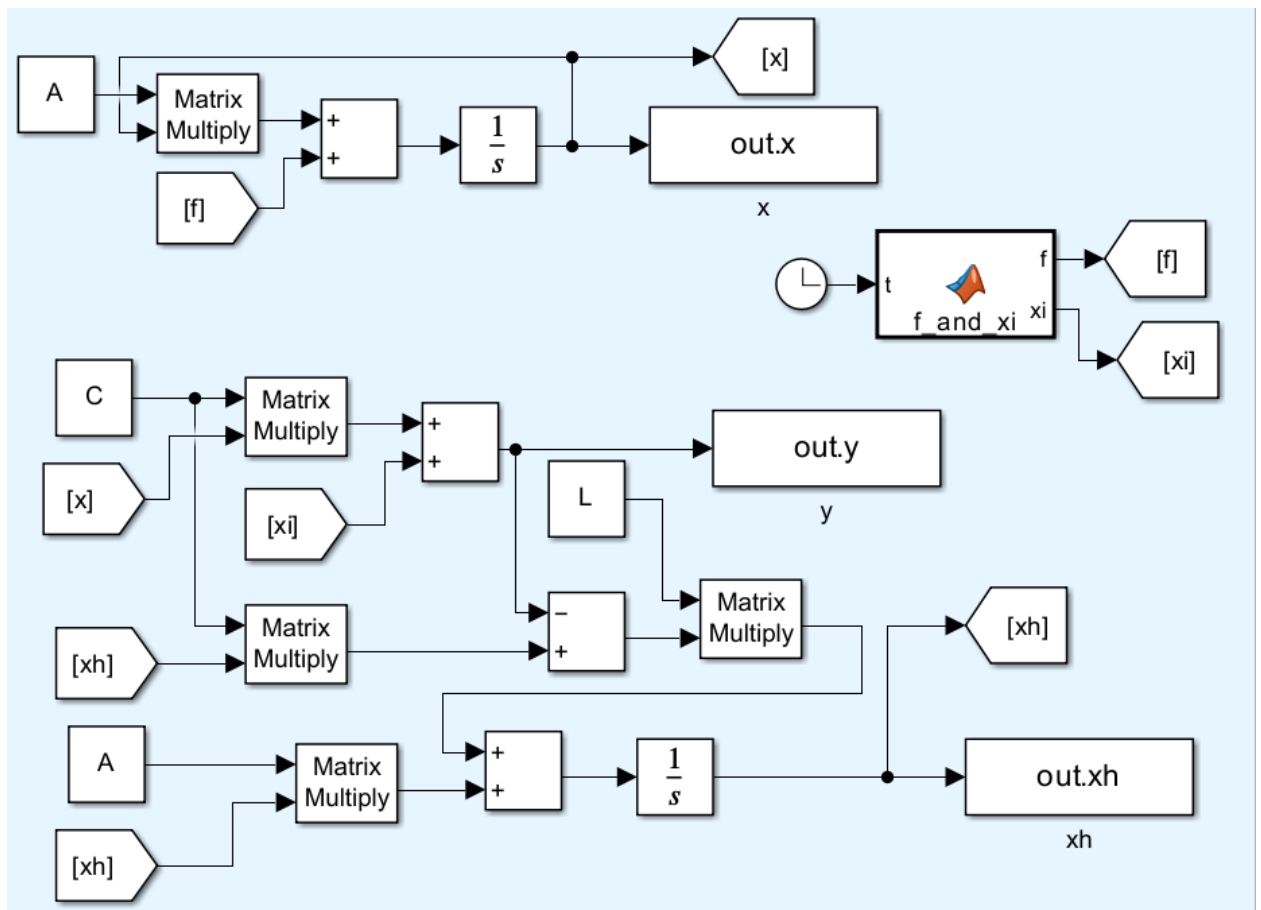 [x]
A
Matrix
Multiply
+
+
1
s
out.x
x
[f]
t
f
xi
f_and_xi
[f]
[xi]
C
Matrix
Multiply
+
+
out.y
y
[x]
[xi]
L
Matrix
Multiply
−
+
Matrix
Multiply
[xh]
[xh]
A
Matrix
Multiply
+
+
1
s
out.xh
xh
[xh]